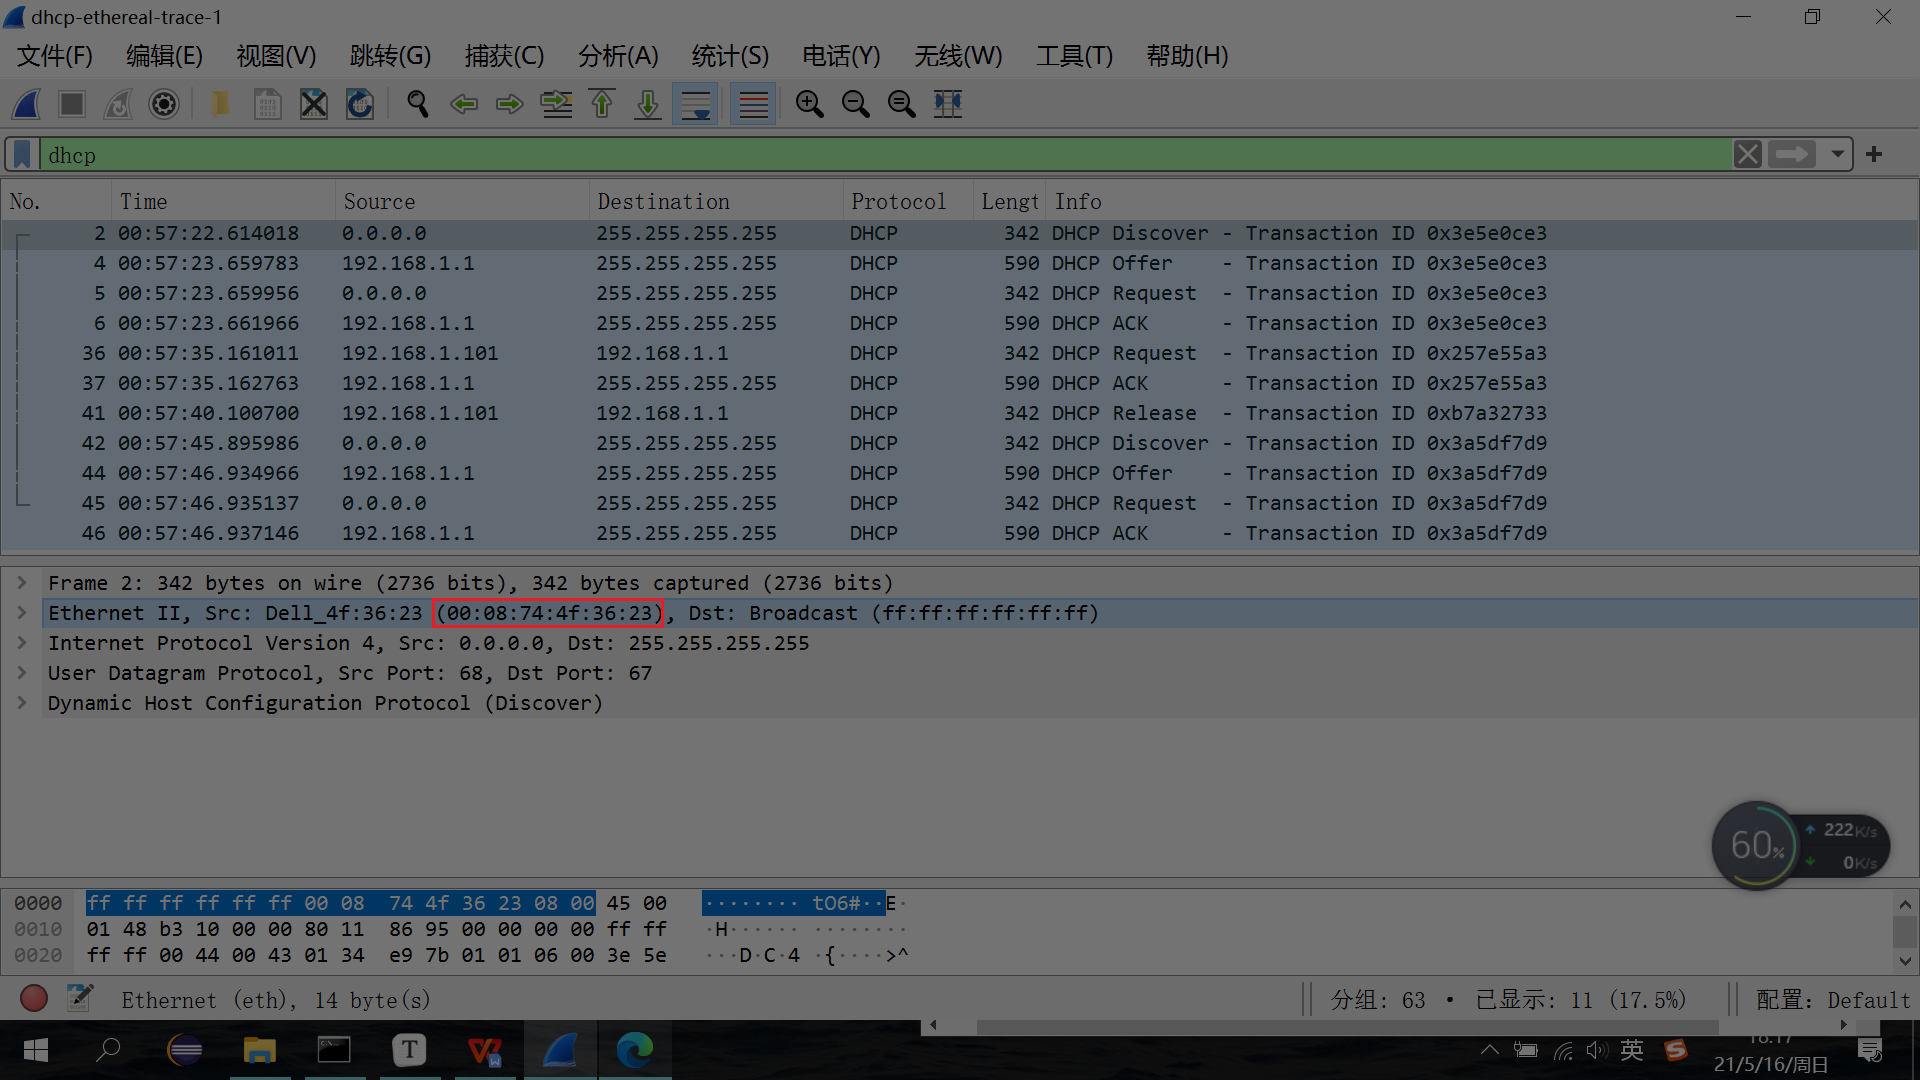 dhcp-ethereal-trace-1
文件(F) 编辑(E) 视图(V) 跳转(G) 捕获(C) 分析(A) 统计(S) 电话(Y) 无线(W) 工具(T) 帮助(H)
dhcp
No. Time Source Destination Protocol Lengt Info
2 00:57:22.614018 0.0.0.0 255.255.255.255 DHCP 342 DHCP Discover - Transaction ID 0x3e5e0ce3
4 00:57:23.659783 192.168.1.1 255.255.255.255 DHCP 590 DHCP Offer - Transaction ID 0x3e5e0ce3
5 00:57:23.659956 0.0.0.0 255.255.255.255 DHCP 342 DHCP Request - Transaction ID 0x3e5e0ce3
6 00:57:23.661966 192.168.1.1 255.255.255.255 DHCP 590 DHCP ACK - Transaction ID 0x3e5e0ce3
36 00:57:35.161011 192.168.1.101 192.168.1.1 DHCP 342 DHCP Request - Transaction ID 0x257e55a3
37 00:57:35.162763 192.168.1.1 255.255.255.255 DHCP 590 DHCP ACK - Transaction ID 0x257e55a3
41 00:57:40.100700 192.168.1.101 192.168.1.1 DHCP 342 DHCP Release - Transaction ID 0xb7a32733
42 00:57:45.895986 0.0.0.0 255.255.255.255 DHCP 342 DHCP Discover - Transaction ID 0x3a5df7d9
44 00:57:46.934966 192.168.1.1 255.255.255.255 DHCP 590 DHCP Offer - Transaction ID 0x3a5df7d9
45 00:57:46.935137 0.0.0.0 255.255.255.255 DHCP 342 DHCP Request - Transaction ID 0x3a5df7d9
46 00:57:46.937146 192.168.1.1 255.255.255.255 DHCP 590 DHCP ACK - Transaction ID 0x3a5df7d9
Frame 2: 342 bytes on wire (2736 bits), 342 bytes captured (2736 bits)
Ethernet II, Src: Dell_4f:36:23 (00:08:74:4f:36:23), Dst: Broadcast (ff:ff:ff:ff:ff:ff)
Internet Protocol Version 4, Src: 0.0.0.0, Dst: 255.255.255.255
User Datagram Protocol, Src Port: 68, Dst Port: 67
Dynamic Host Configuration Protocol (Discover)
60% 222K/s
0K/s
0000 ff ff ff ff ff ff 00 08 74 4f 36 23 08 00 45 00 ········ tO6#··E·
0010 01 48 b3 10 00 00 80 11 86 95 00 00 00 00 ff ff ·H······ ········
0020 ff ff 00 44 00 43 01 34 e9 7b 01 01 06 00 3e 5e ···D·C·4 ·{····>^
Ethernet (eth), 14 byte(s) 分组: 63 · 已显示: 11 (17.5%) 配置: Default
T W 英 S 18:17
21/5/16/周日